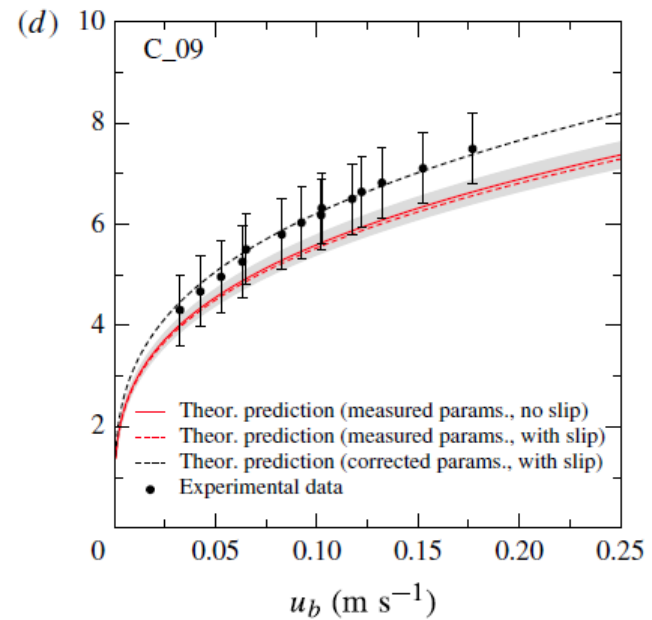 (d)
C_09
10
8
6
4
2
0
Theor. prediction (measured params., no slip)
Theor. prediction (measured params., with slip)
Theor. prediction (corrected params., with slip)
Experimental data
0.05 0.10 0.15 0.20 0.25
u_b (m s⁻¹)